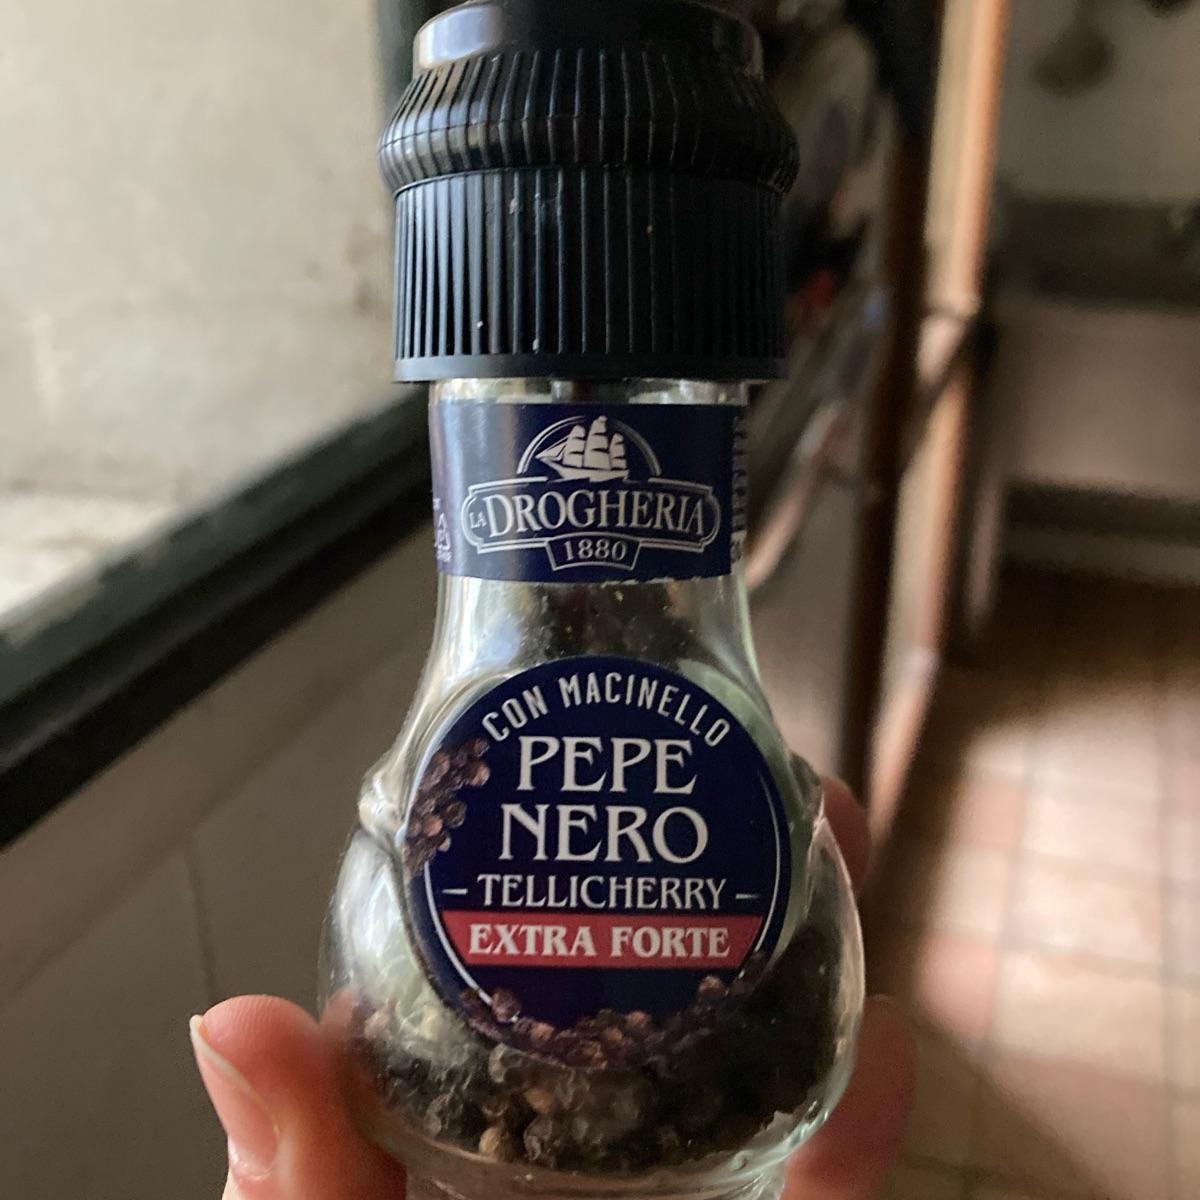 LA DROGHERIA
1880
CON MACINELLO
PEPE
NERO
TELLICHERRY
EXTRA FORTE